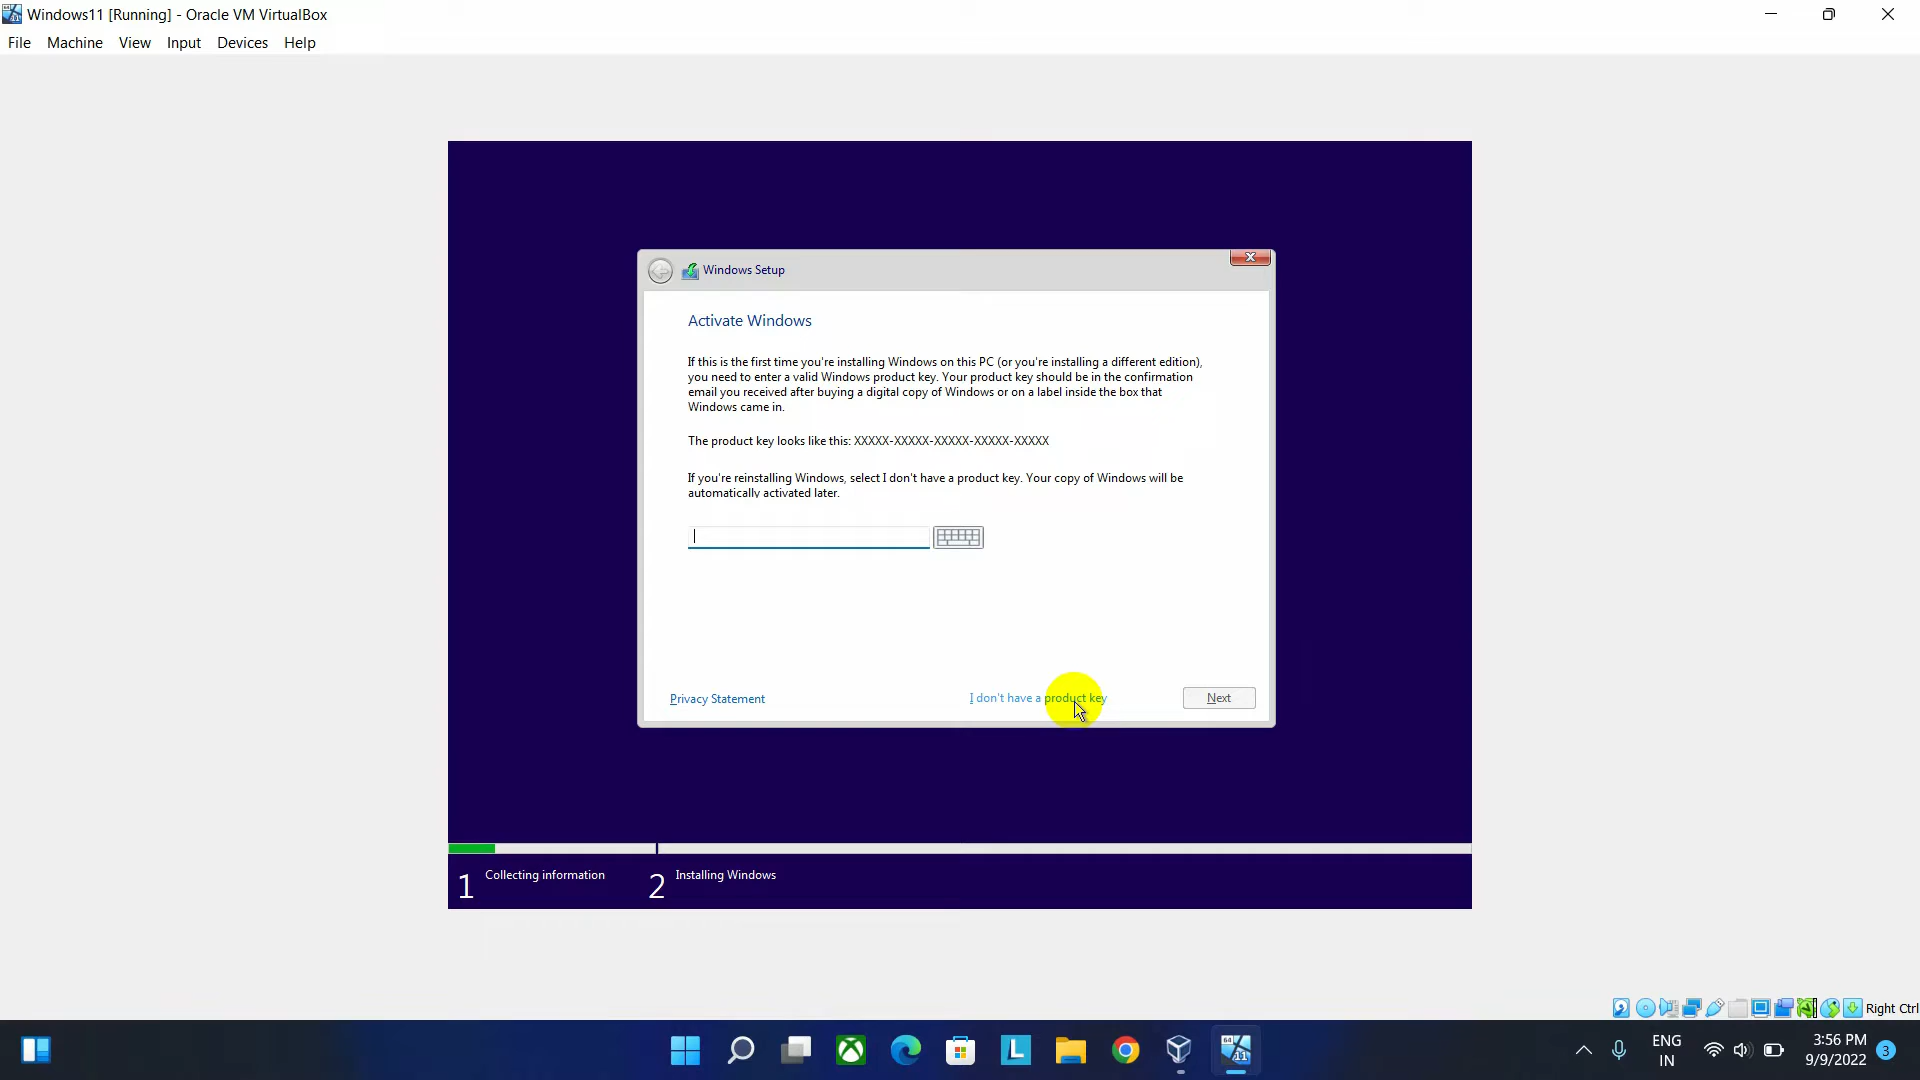 Windows11 [Running] - Oracle VM VirtualBox
File Machine View Input Devices Help
Windows Setup
Activate Windows
If this is the first time you're installing Windows on this PC (or you're installing a different edition),
you need to enter a valid Windows product key. Your product key should be in the confirmation
email you received after buying a digital copy of Windows or on a label inside the box that
Windows came in.
The product key looks like this: XXXXX-XXXXX-XXXXX-XXXXX-XXXXX
If you're reinstalling Windows, select I don't have a product key. Your copy of Windows will be
automatically activated later.
Privacy Statement
I don't have a product key
Next
1 Collecting information
2 Installing Windows
Right Ctrl
L
64
11
ENG
IN
3:56 PM
9/9/2022
3